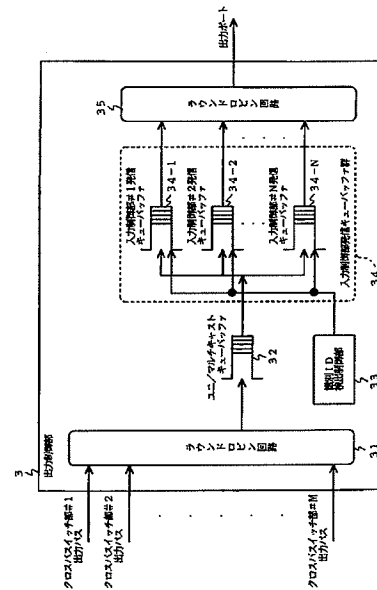 3
出力制御部
クロスバスイッチ部#1
出力バス
クロスバスイッチ部#2
出力バス
クロスバスイッチ部#M
出力バス
ラウンドロビン回路
31
ユニ/マルチキャスト
キューバッファ
32
識別ID
検出制御部
33
入力制御部#1発信
キューバッファ
34-1
入力制御部#2発信
キューバッファ
34-2
入力制御部#N発信
キューバッファ
34-N
入力制御部発信キューバッファ群
34
ラウンドロビン回路
35
出力ポート